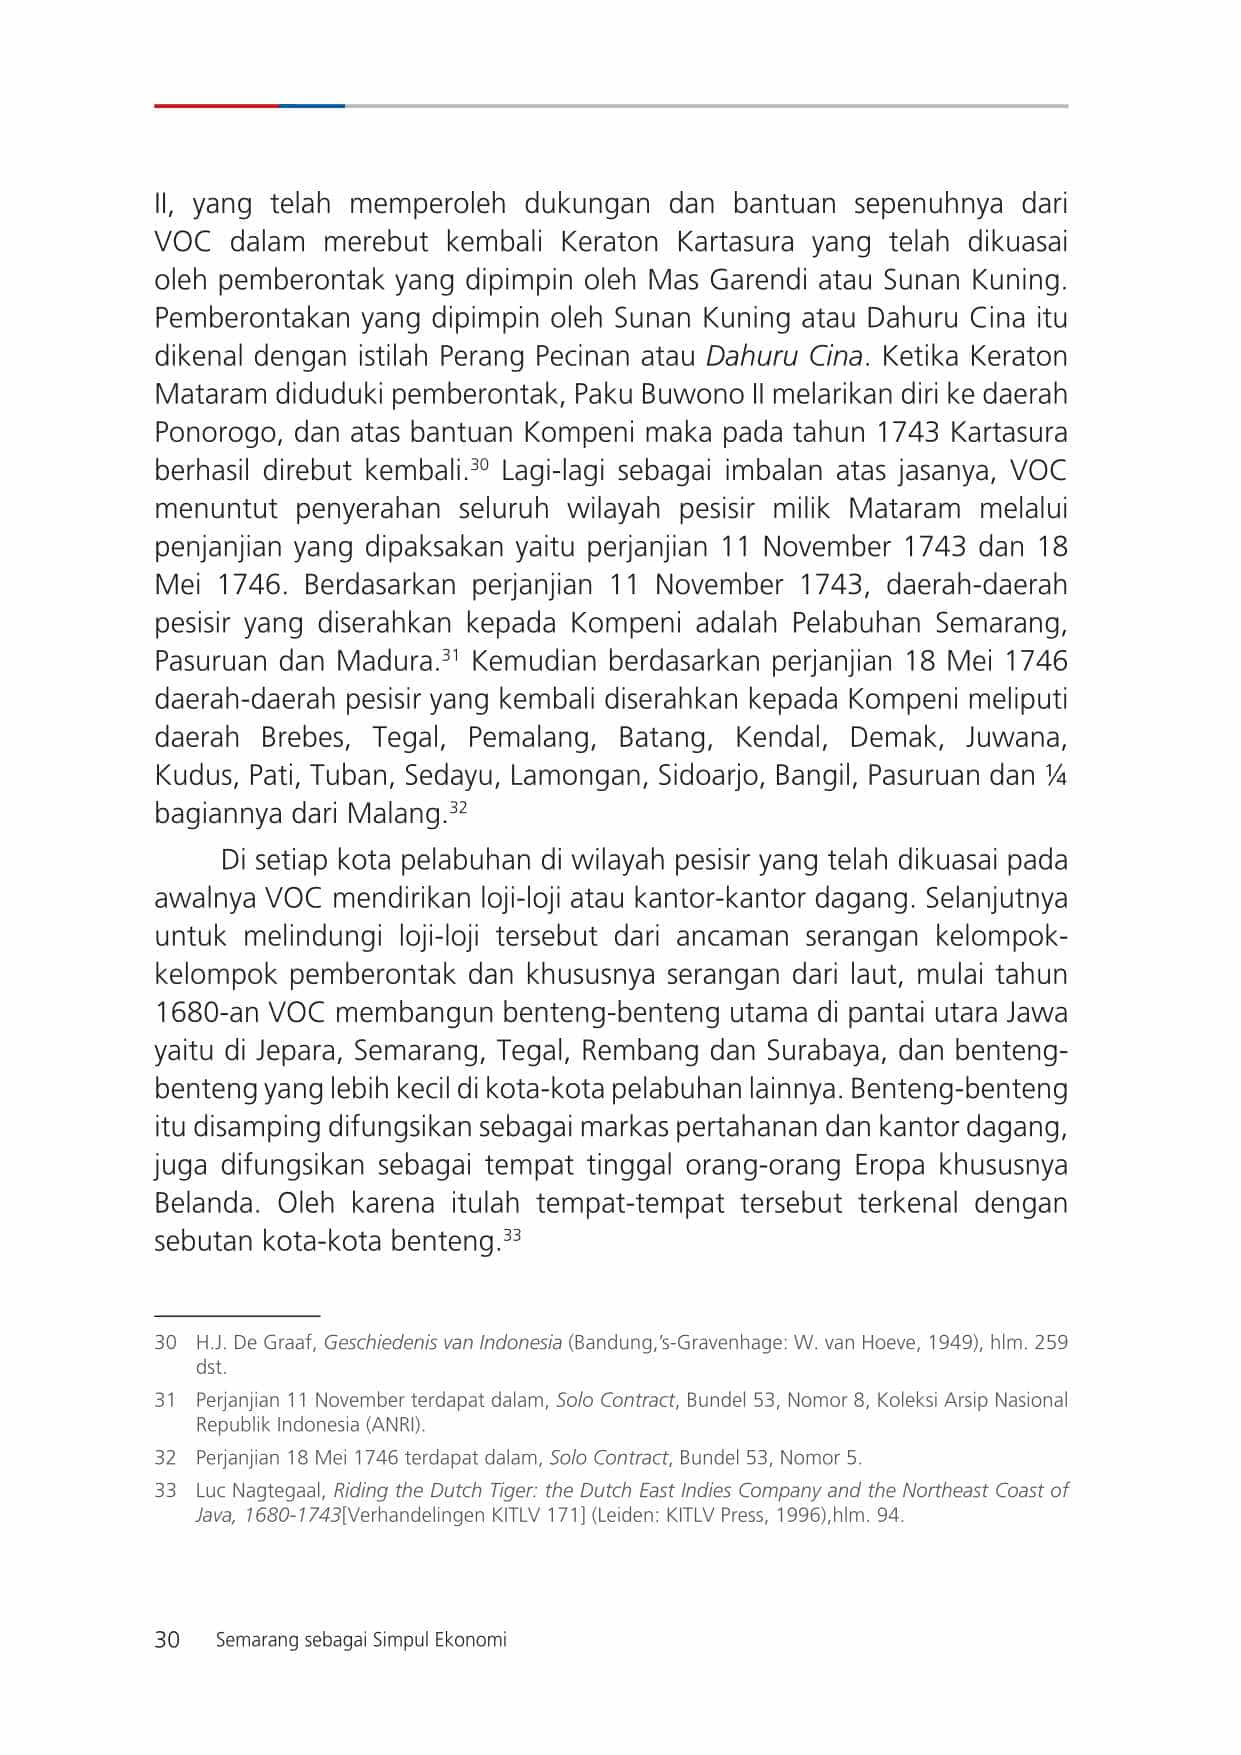 II, yang telah memperoleh dukungan dan bantuan sepenuhnya dari
VOC dalam merebut kembali Keraton Kartasura yang telah dikuasai
oleh pemberontak yang dipimpin oleh Mas Garendi atau Sunan Kuning.
Pemberontakan yang dipimpin oleh Sunan Kuning atau Dahuru Cina itu
dikenal dengan istilah Perang Pecinan atau Dahuru Cina. Ketika Keraton
Mataram diduduki pemberontak, Paku Buwono II melarikan diri ke daerah
Ponorogo, dan atas bantuan Kompeni maka pada tahun 1743 Kartasura
berhasil direbut kembali.30 Lagi-lagi sebagai imbalan atas jasanya, VOC
menuntut penyerahan seluruh wilayah pesisir milik Mataram melalui
penjanjian yang dipaksakan yaitu perjanjian 11 November 1743 dan 18
Mei 1746. Berdasarkan perjanjian 11 November 1743, daerah-daerah
pesisir yang diserahkan kepada Kompeni adalah Pelabuhan Semarang,
Pasuruan dan Madura.31 Kemudian berdasarkan perjanjian 18 Mei 1746
daerah-daerah pesisir yang kembali diserahkan kepada Kompeni meliputi
daerah Brebes, Tegal, Pemalang, Batang, Kendal, Demak, Juwana,
Kudus, Pati, Tuban, Sedayu, Lamongan, Sidoarjo, Bangil, Pasuruan dan ¼
bagiannya dari Malang.32
Di setiap kota pelabuhan di wilayah pesisir yang telah dikuasai pada
awalnya VOC mendirikan loji-loji atau kantor-kantor dagang. Selanjutnya
untuk melindungi loji-loji tersebut dari ancaman serangan kelompok-
kelompok pemberontak dan khususnya serangan dari laut, mulai tahun
1680-an VOC membangun benteng-benteng utama di pantai utara Jawa
yaitu di Jepara, Semarang, Tegal, Rembang dan Surabaya, dan benteng-
benteng yang lebih kecil di kota-kota pelabuhan lainnya. Benteng-benteng
itu disamping difungsikan sebagai markas pertahanan dan kantor dagang,
juga difungsikan sebagai tempat tinggal orang-orang Eropa khususnya
Belanda. Oleh karena itulah tempat-tempat tersebut terkenal dengan
sebutan kota-kota benteng.33
30 H.J. De Graaf, Geschiedenis van Indonesia (Bandung,'s-Gravenhage: W. van Hoeve, 1949), hlm. 259
dst.
31 Perjanjian 11 November terdapat dalam, Solo Contract, Bundel 53, Nomor 8, Koleksi Arsip Nasional
Republik Indonesia (ANRI).
32 Perjanjian 18 Mei 1746 terdapat dalam, Solo Contract, Bundel 53, Nomor 5.
33 Luc Nagtegaal, Riding the Dutch Tiger: the Dutch East Indies Company and the Northeast Coast of
Java, 1680-1743[Verhandelingen KITLV 171] (Leiden: KITLV Press, 1996),hlm. 94.
30 Semarang sebagai Simpul Ekonomi